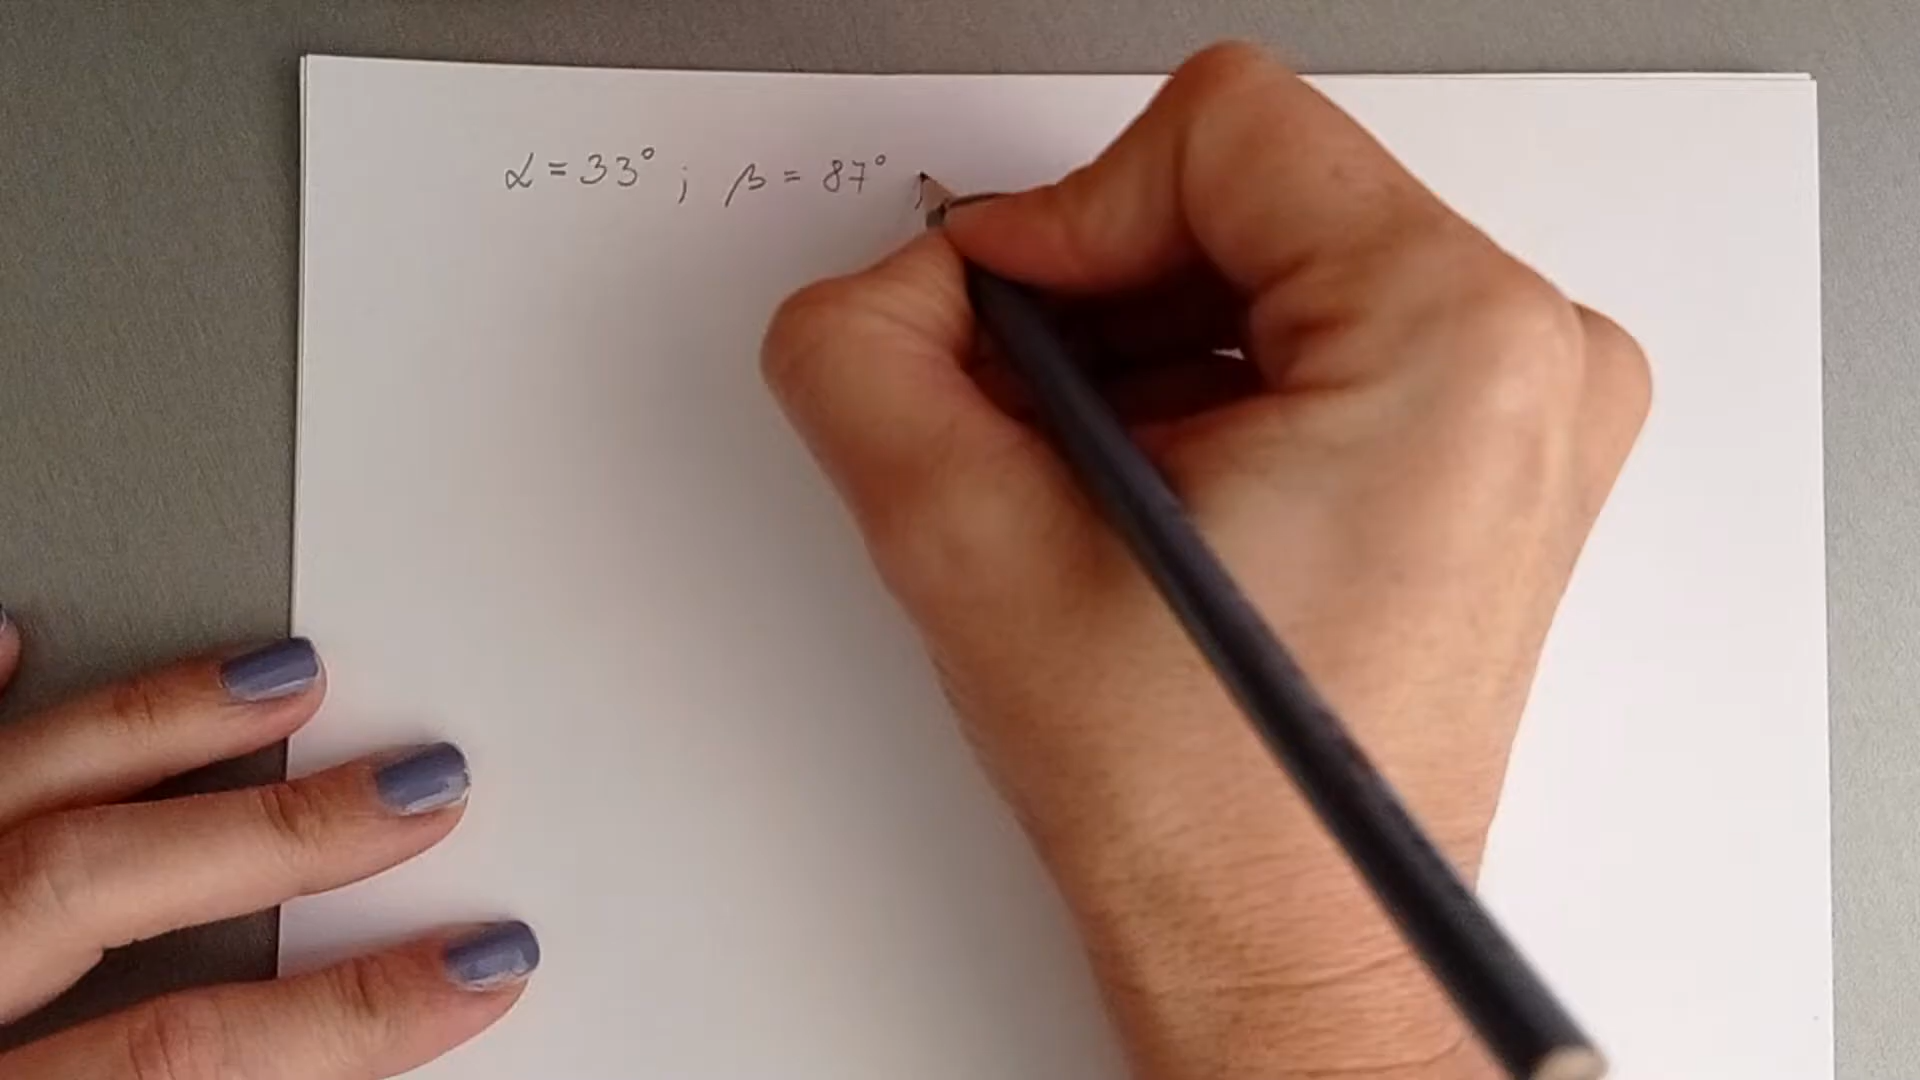 α = 33° ; β = 87° ;